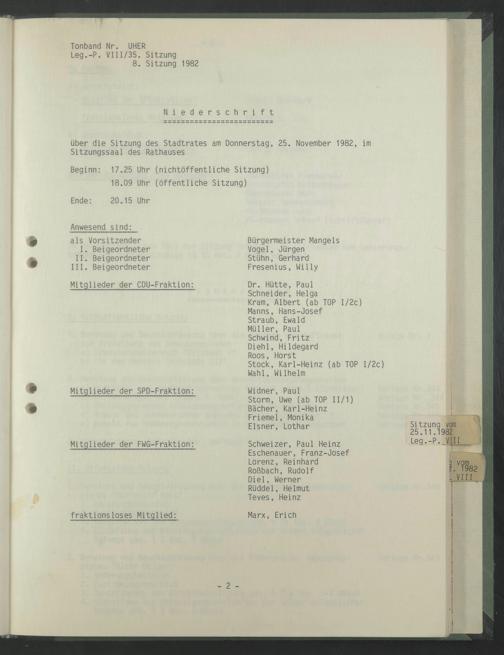 Tonband Nr. UHER
Leg.-P. VIII/35. Sitzung
8. Sitzung 1982
Niederschrift
über die Sitzung des Stadtrates am Donnerstag, 25. November 1982, im
Sitzungssaal des Rathauses
Beginn: 17.25 Uhr (nichtöffentliche Sitzung)
18.09 Uhr (öffentliche Sitzung)
Ende: 20.15 Uhr
Anwesend sind:
als Vorsitzender Bürgermeister Mangels
I. Beigeordneter Vogel, Jürgen
II. Beigeordneter Stühn, Gerhard
III. Beigeordneter Fresenius, Willy
Mitglieder der CDU-Fraktion: Dr. Hütte, Paul
Schneider, Helga
Kram, Albert (ab TOP I/2c)
Manns, Hans-Josef
Straub, Ewald
Müller, Paul
Schwind, Fritz
Diehl, Hildegard
Roos, Horst
Stock, Karl-Heinz (ab TOP I/2c)
Wahl, Wilhelm
Mitglieder der SPD-Fraktion: Widner, Paul
Storm, Uwe (ab TOP II/1)
Bächer, Karl-Heinz
Friemel, Monika
Elsner, Lothar
Mitglieder der FWG-Fraktion: Schweizer, Paul Heinz
Eschenauer, Franz-Josef
Lorenz, Reinhard
Roßbach, Rudolf
Diel, Werner
Rüddel, Helmut
Teves, Heinz
fraktionsloses Mitglied: Marx, Erich
- 2 -
Sitzung vom
25.11.1982
Leg.-P. VIII
vom
1982
VIII